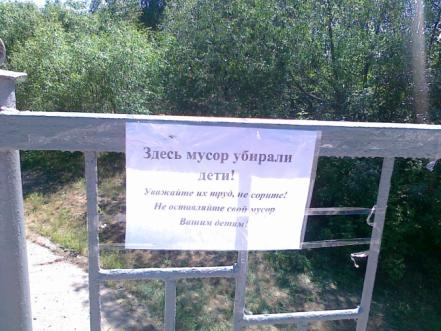 Здесь мусор убирали
дети!
Уважайте их труд, не сорите!
Не оставляйте свой мусор
Вашим детям!